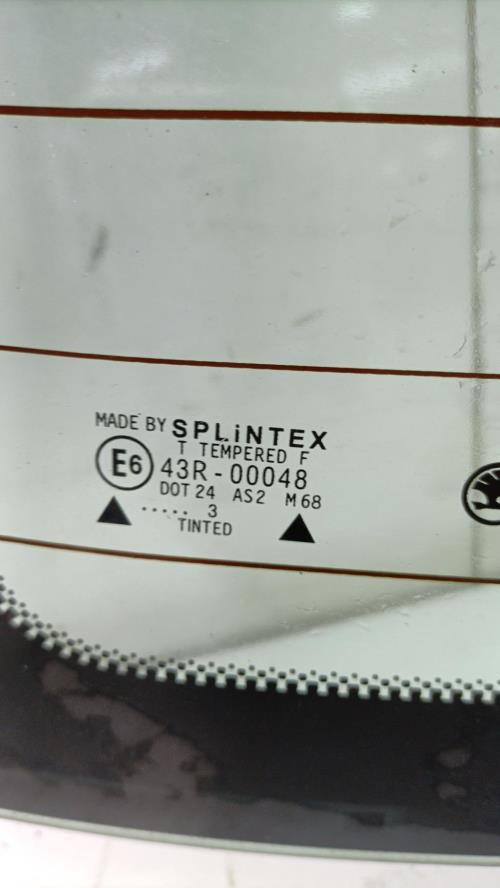 MADE BY SPLiNTEX
T TEMPERED F
E6 43R-00048
DOT 24 AS2 M68
..... 3
TINTED